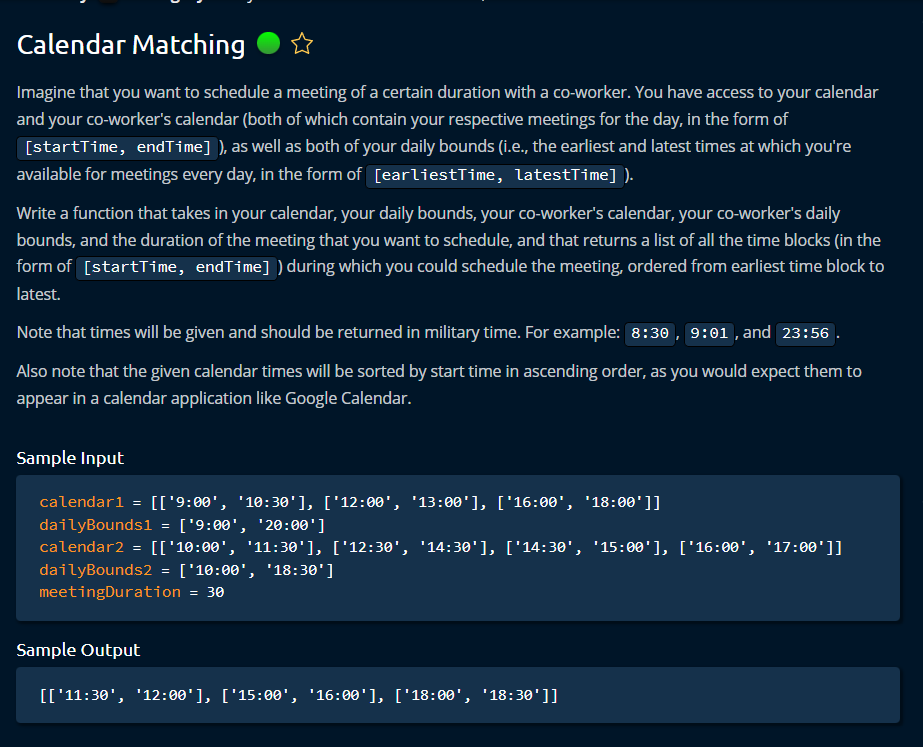 Calendar Matching
Imagine that you want to schedule a meeting of a certain duration with a co-worker. You have access to your calendar
and your co-worker's calendar (both of which contain your respective meetings for the day, in the form of
[startTime, endTime] ), as well as both of your daily bounds (i.e., the earliest and latest times at which you're
available for meetings every day, in the form of [earliestTime, latestTime] ).
Write a function that takes in your calendar, your daily bounds, your co-worker's calendar, your co-worker's daily
bounds, and the duration of the meeting that you want to schedule, and that returns a list of all the time blocks (in the
form of [startTime, endTime] ) during which you could schedule the meeting, ordered from earliest time block to
latest.
Note that times will be given and should be returned in military time. For example: 8:30 , 9:01 , and 23:56 .
Also note that the given calendar times will be sorted by start time in ascending order, as you would expect them to
appear in a calendar application like Google Calendar.
Sample Input
calendar1 = [['9:00', '10:30'], ['12:00', '13:00'], ['16:00', '18:00']]
dailyBounds1 = ['9:00', '20:00']
calendar2 = [['10:00', '11:30'], ['12:30', '14:30'], ['14:30', '15:00'], ['16:00', '17:00']]
dailyBounds2 = ['10:00', '18:30']
meetingDuration = 30
Sample Output
[['11:30', '12:00'], ['15:00', '16:00'], ['18:00', '18:30']]